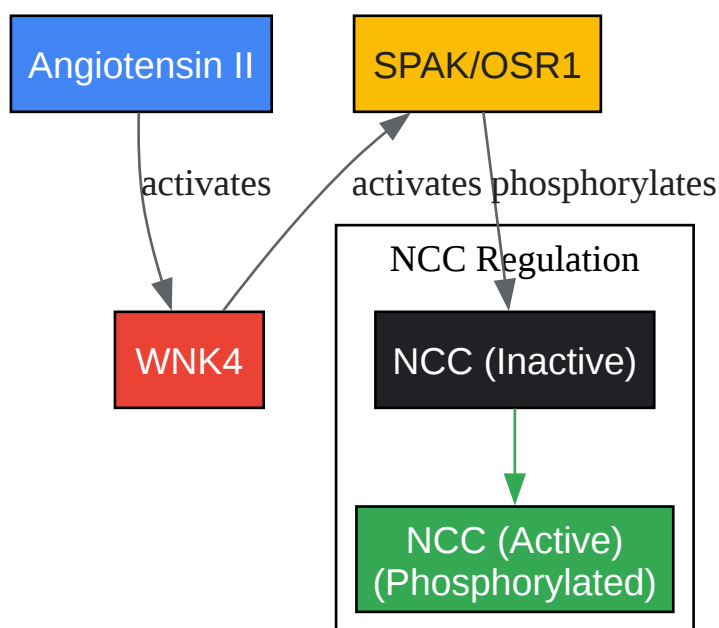 Angiotensin II
SPAK/OSR1
activates
activates
phosphorylates
NCC Regulation
WNK4
NCC (Inactive)
NCC (Active)
(Phosphorylated)